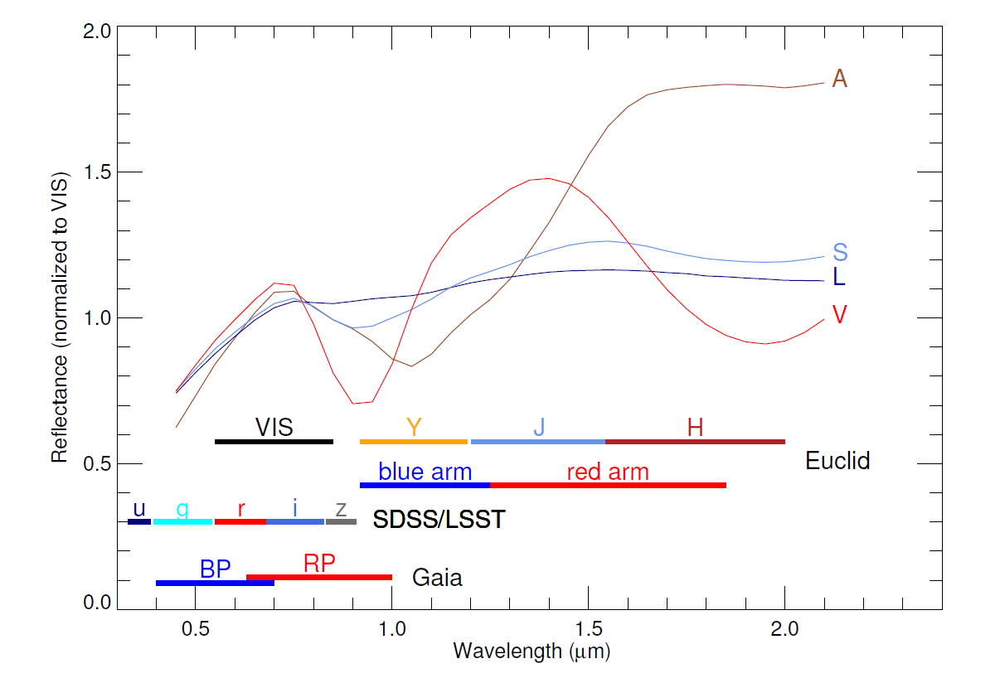 2.0
A
1.5
S
L
1.0
V
Reflectance (normalized to VIS)
VIS
Y
J
H
0.5
Euclid
blue arm
red arm
u
g
r
i
z
SDSS/LSST
BP
RP
Gaia
0.0
0.5
1.0
1.5
2.0
Wavelength (μm)